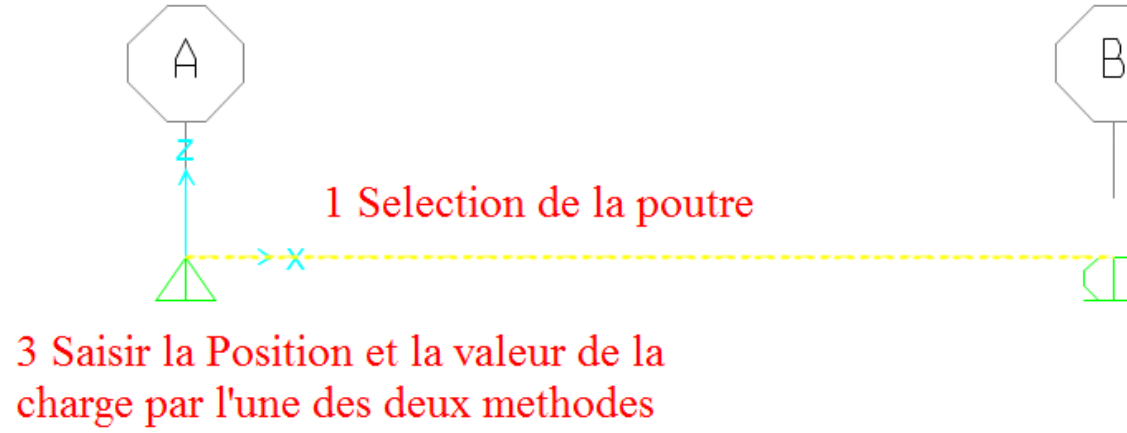 A B
Z
1 Selection de la poutre
X
3 Saisir la Position et la valeur de la
charge par l'une des deux methodes